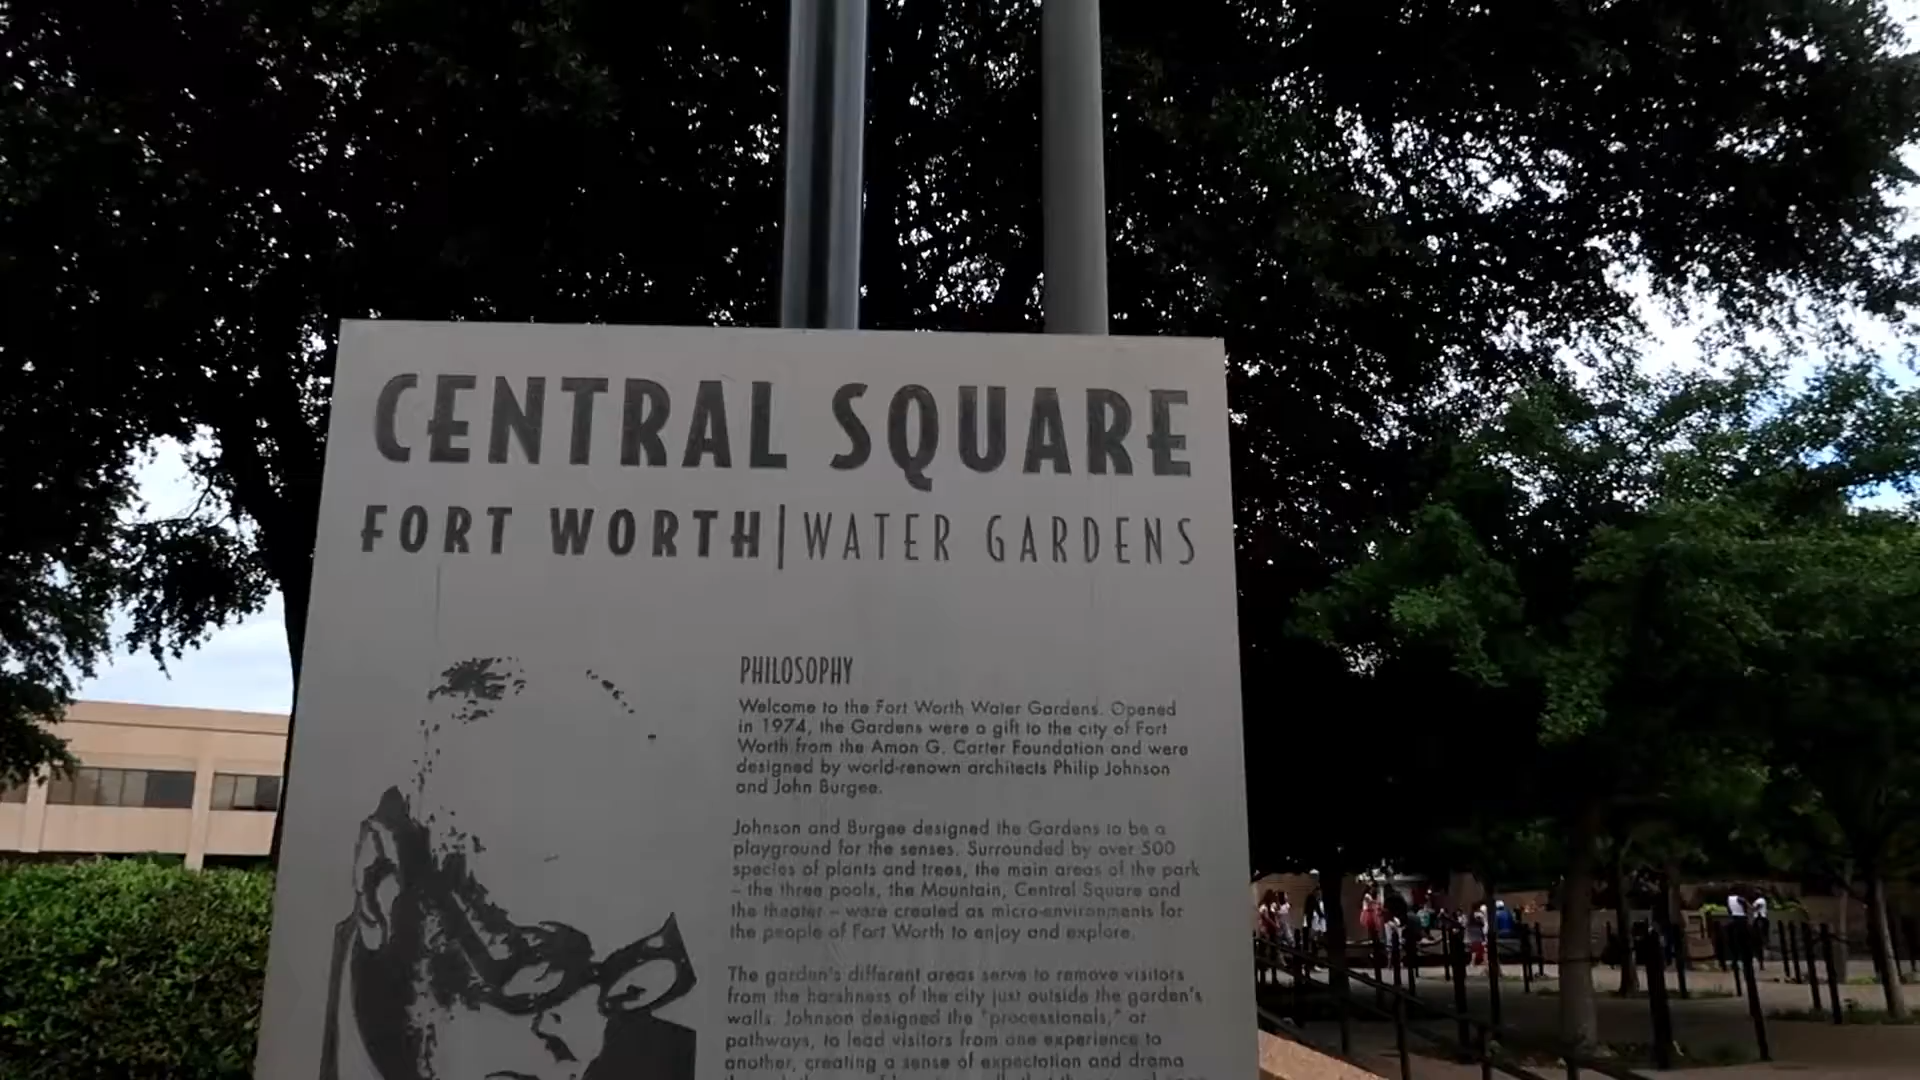 CENTRAL SQUARE
FORT WORTH|WATER GARDENS
PHILOSOPHY
Welcome to the Fort Worth Water Gardens. Opened
in 1974, the Gardens were a gift to the city of Fort
Worth from the Amon G. Carter Foundation and were
designed by world-renown architects Philip Johnson
and John Burgee.
Johnson and Burgee designed the Gardens to be a
playground for the senses. Surrounded by over 500
species of plants and trees, the main areas of the park
– the three pools, the Mountain, Central Square and
the theater – were created as micro-environments for
the people of Fort Worth to enjoy and explore.
The garden's different areas serve to remove visitors
from the harshness of the city just outside the garden's
walls. Johnson designed the "processionals," or
pathways, to lead visitors from one experience to
another, creating a sense of expectation and drama